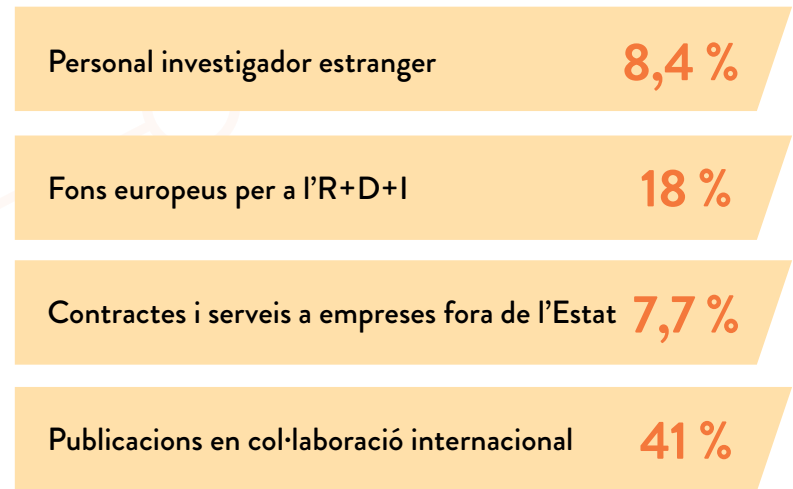 Personal investigador estranger 8,4 %
Fons europeus per a l’R+D+I 18 %
Contractes i serveis a empreses fora de l’Estat 7,7 %
Publicacions en col·laboració internacional 41 %